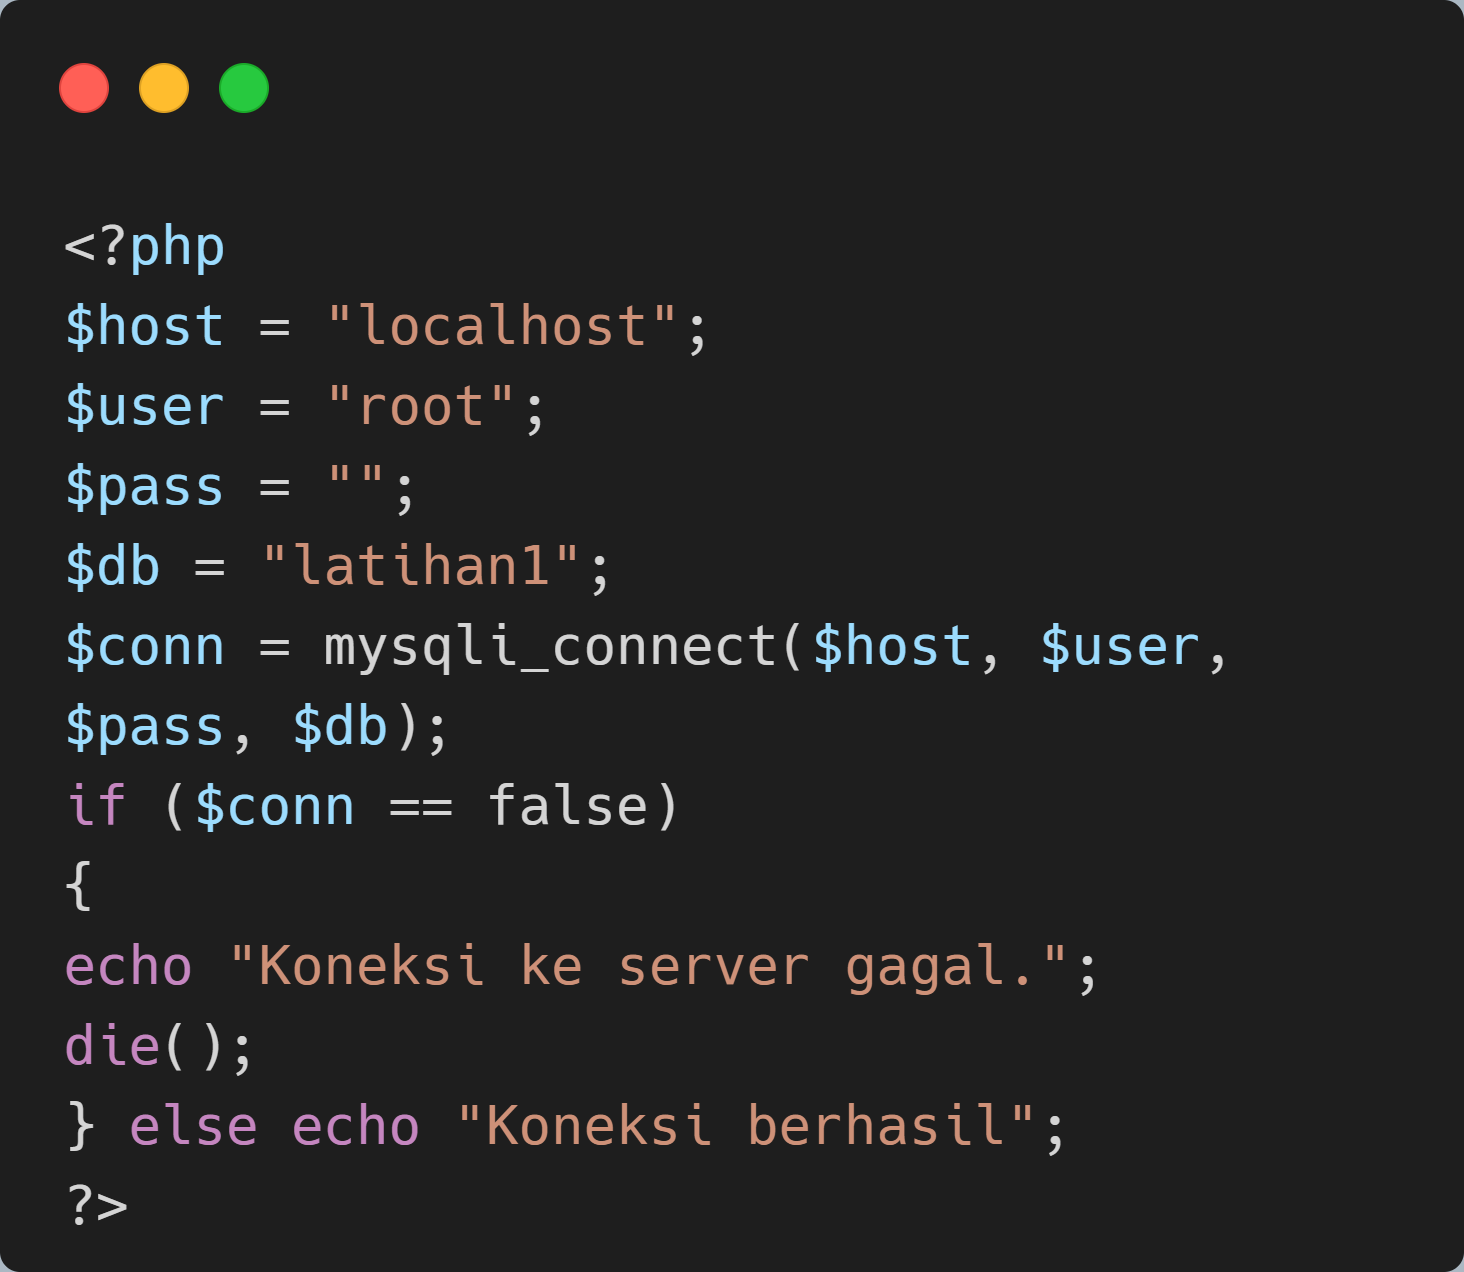 <?php
$host = "localhost";
$user = "root";
$pass = "";
$db = "latihan1";
$conn = mysqli_connect($host, $user,
$pass, $db);
if ($conn == false)
{
echo "Koneksi ke server gagal.";
die();
} else echo "Koneksi berhasil";
?>